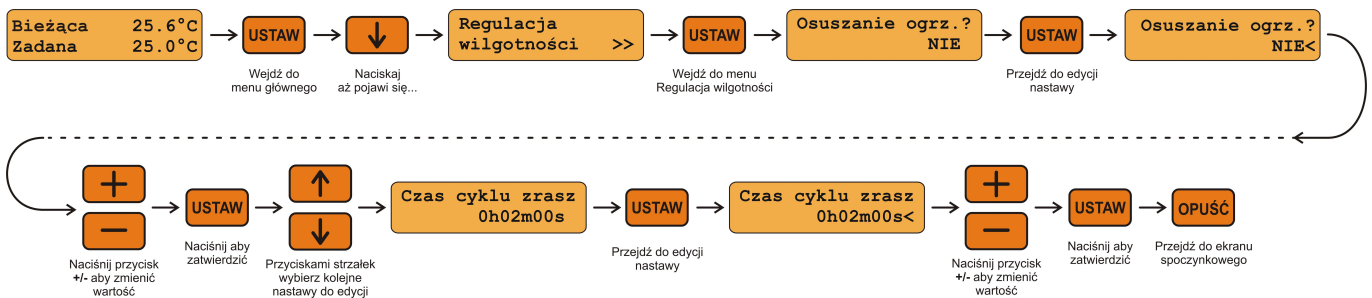 Bieżąca 25.6°C
Zadana 25.0°C
USTAW
Wejdź do
menu głównego
Naciskaj
aż pojawi się...
Regulacja
wilgotności >>
USTAW
Wejdź do menu
Regulacja wilgotności
Osuszanie ogrz.?
NIE
USTAW
Przejdź do edycji
nastawy
Osuszanie ogrz.?
NIE<
+
−
Naciśnij przycisk
+/- aby zmienić
wartość
USTAW
Naciśnij aby
zatwierdzić
Przyciskami strzałek
wybierz kolejne
nastawy do edycji
Czas cyklu zrasz
0h02m00s
USTAW
Przejdź do edycji
nastawy
Czas cyklu zrasz
0h02m00s<
+
−
Naciśnij przycisk
+/- aby zmienić
wartość
USTAW
Naciśnij aby
zatwierdzić
OPUŚĆ
Przejdź do ekranu
spoczynkowego